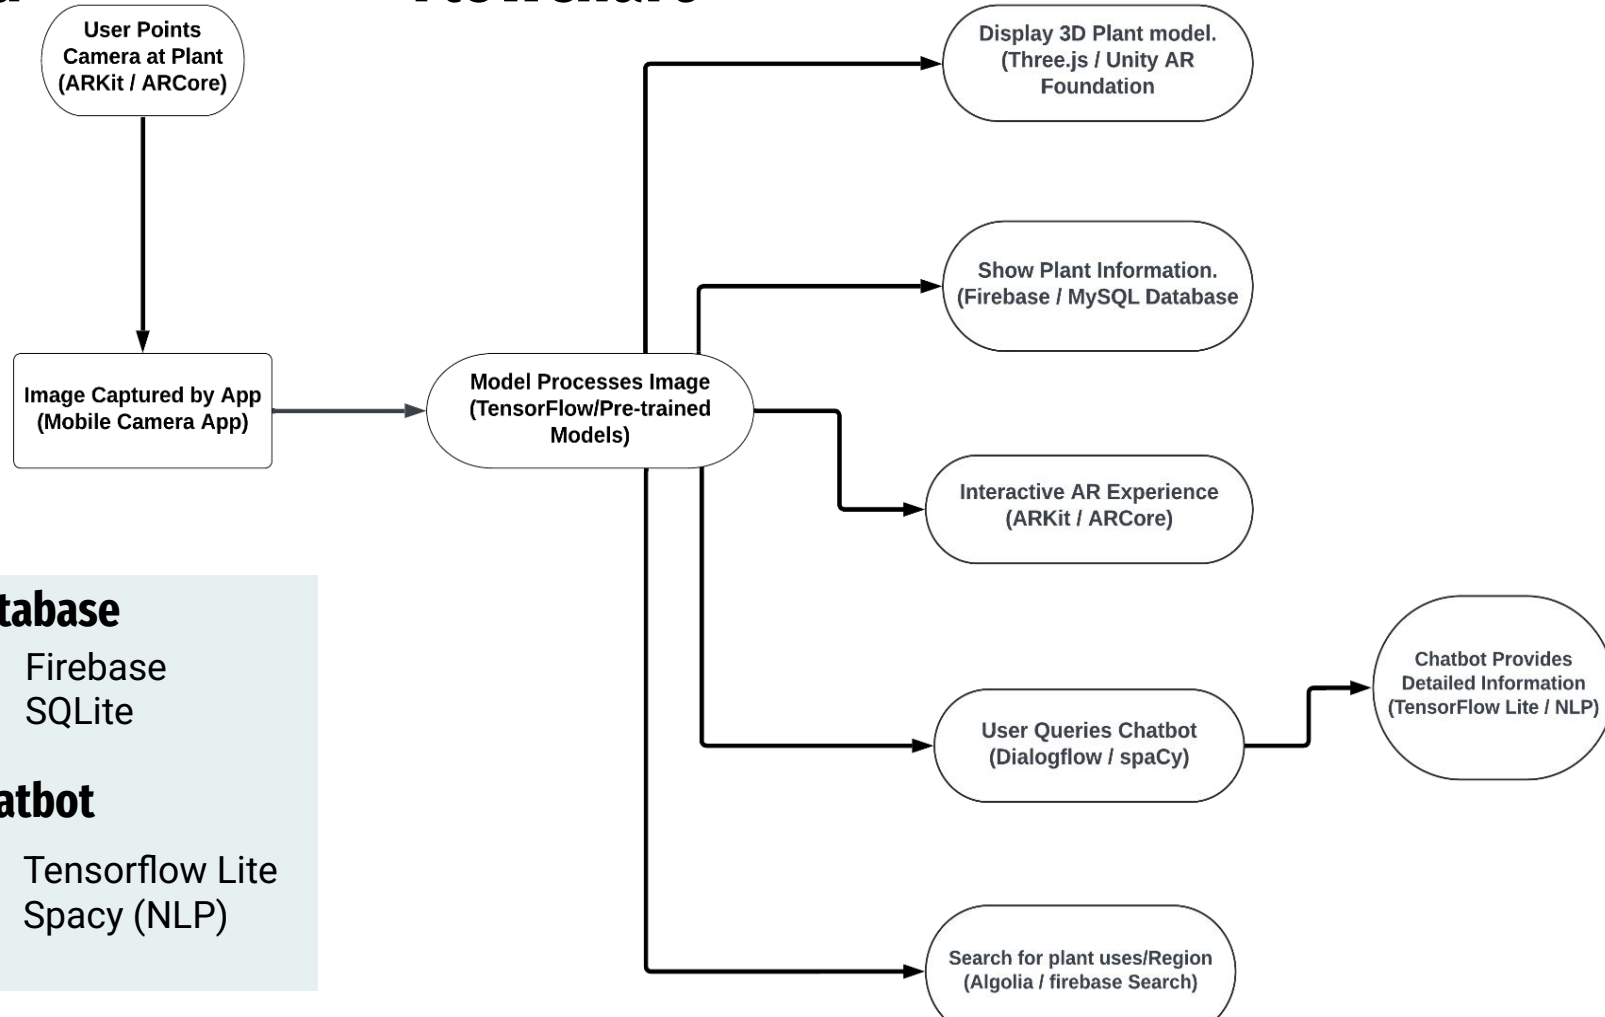 User Points
Camera at Plant
(ARKit / ARCore)
Image Captured by App
(Mobile Camera App)
Model Processes Image
(TensorFlow/Pre-trained
Models)
Display 3D Plant model.
(Three.js / Unity AR
Foundation
Show Plant Information.
(Firebase / MySQL Database
Interactive AR Experience
(ARKit / ARCore)
User Queries Chatbot
(Dialogflow / spaCy)
Chatbot Provides
Detailed Information
(TensorFlow Lite / NLP)
Search for plant uses/Region
(Algolia / firebase Search)
tabase
Firebase
SQLite
atbot
Tensorflow Lite
Spacy (NLP)